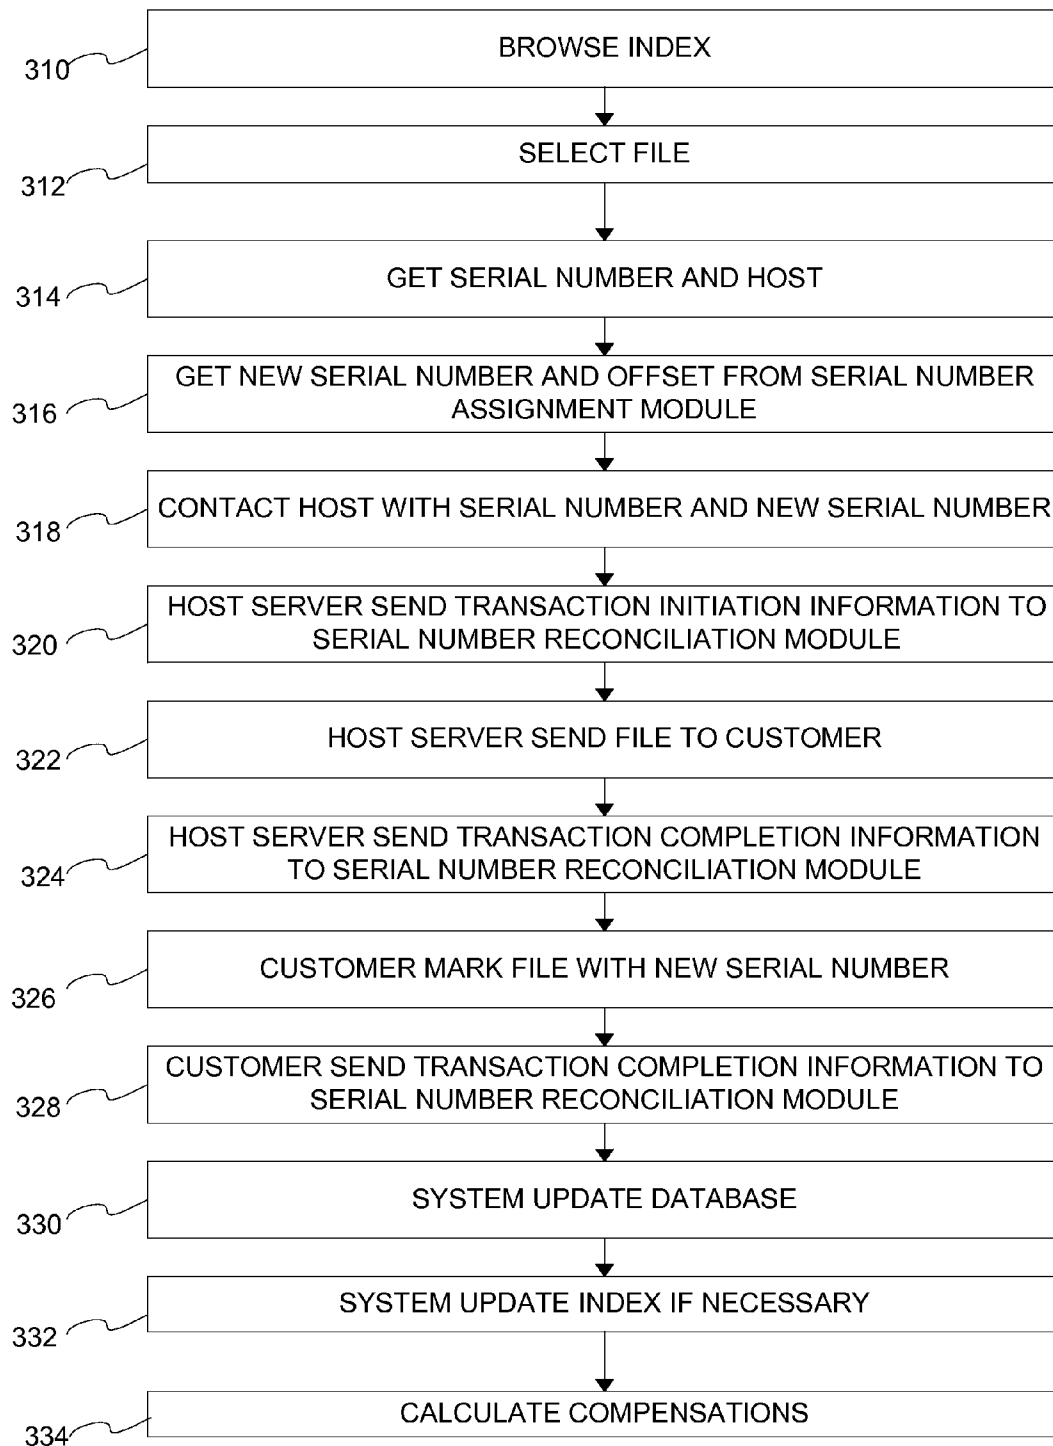 310
BROWSE INDEX
312
SELECT FILE
314
GET SERIAL NUMBER AND HOST
316
GET NEW SERIAL NUMBER AND OFFSET FROM SERIAL NUMBER
ASSIGNMENT MODULE
318
CONTACT HOST WITH SERIAL NUMBER AND NEW SERIAL NUMBER
320
HOST SERVER SEND TRANSACTION INITIATION INFORMATION TO
SERIAL NUMBER RECONCILIATION MODULE
322
HOST SERVER SEND FILE TO CUSTOMER
324
HOST SERVER SEND TRANSACTION COMPLETION INFORMATION
TO SERIAL NUMBER RECONCILIATION MODULE
326
CUSTOMER MARK FILE WITH NEW SERIAL NUMBER
328
CUSTOMER SEND TRANSACTION COMPLETION INFORMATION TO
SERIAL NUMBER RECONCILIATION MODULE
330
SYSTEM UPDATE DATABASE
332
SYSTEM UPDATE INDEX IF NECESSARY
334
CALCULATE COMPENSATIONS